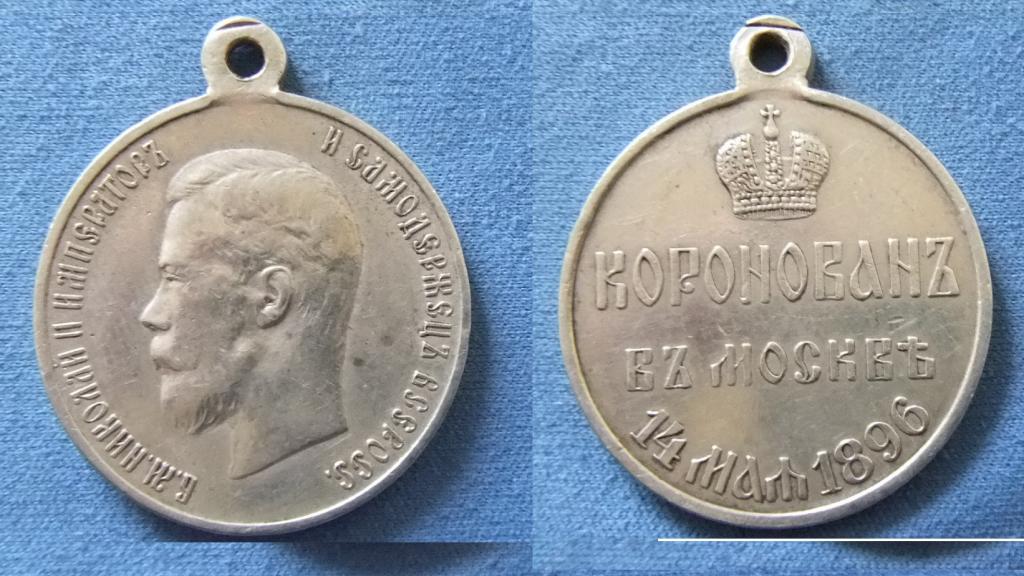 Б.М.НИКОЛАЙ II ИМПЕРАТОРЪ
И САМОДЕРЖЕЦЪ ВСЕРОСС.
КОРОНОВАНЪ
ВЪ МОСКВѢ
14 МАЯ 1896